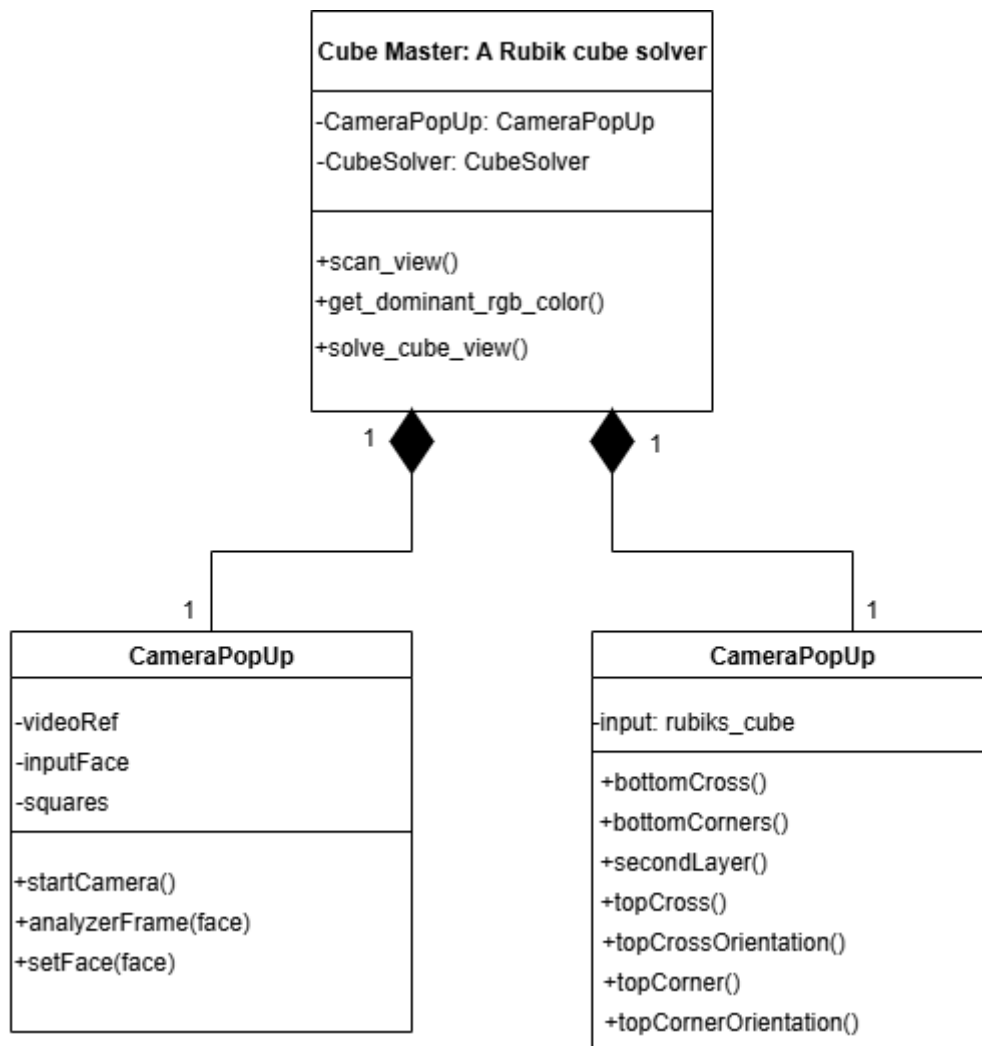 Cube Master: A Rubik cube solver
-CameraPopUp: CameraPopUp
-CubeSolver: CubeSolver
+scan_view()
+get_dominant_rgb_color()
+solve_cube_view()
1
1
1
1
CameraPopUp
-videoRef
-inputFace
-squares
+startCamera()
+analyzerFrame(face)
+setFace(face)
CameraPopUp
-input: rubiks_cube
+bottomCross()
+bottomCorners()
+secondLayer()
+topCross()
+topCrossOrientation()
+topCorner()
+topCornerOrientation()